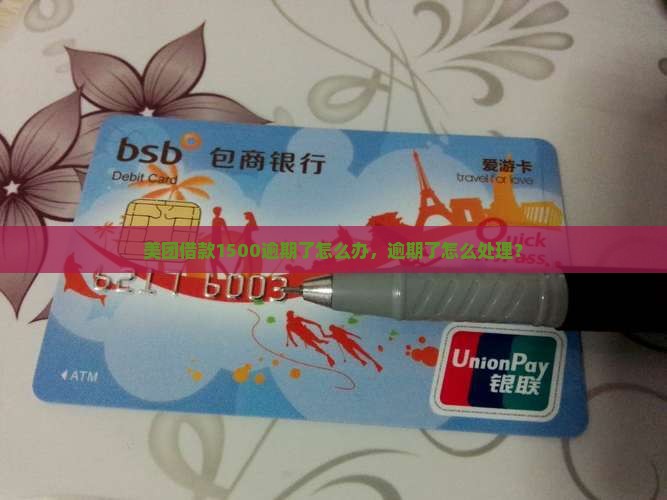 bsb 包商银行
Debit Card
爱游卡
travel for love
美团借款1500逾期了怎么办，逾期了怎么处理？
Quick
ATM
UnionPay
银联